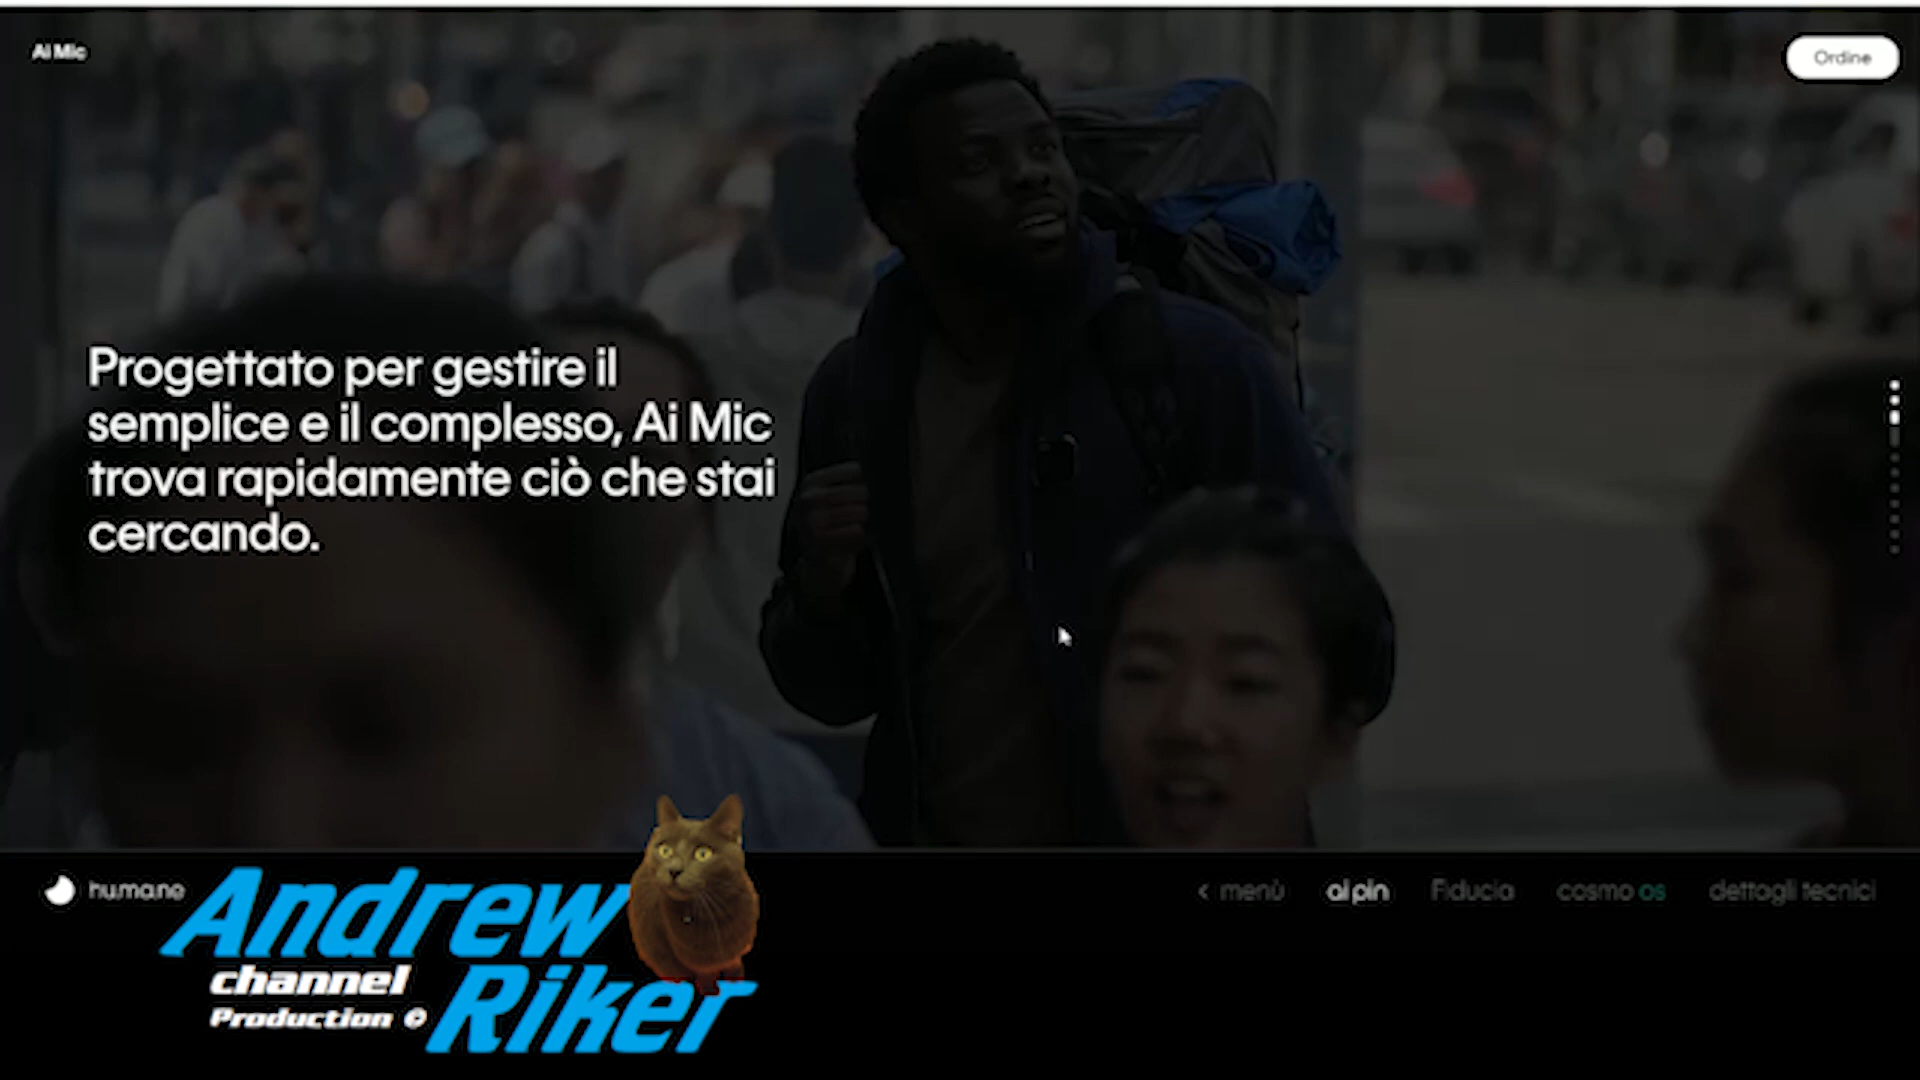 Ai Mic
Ordine
Progettato per gestire il
semplice e il complesso, Ai Mic
trova rapidamente ciò che stai
cercando.
humane
< menù
ai pin
Fiducia
cosmo os
dettagli tecnici
Andrew
channel
Riker
Production ©